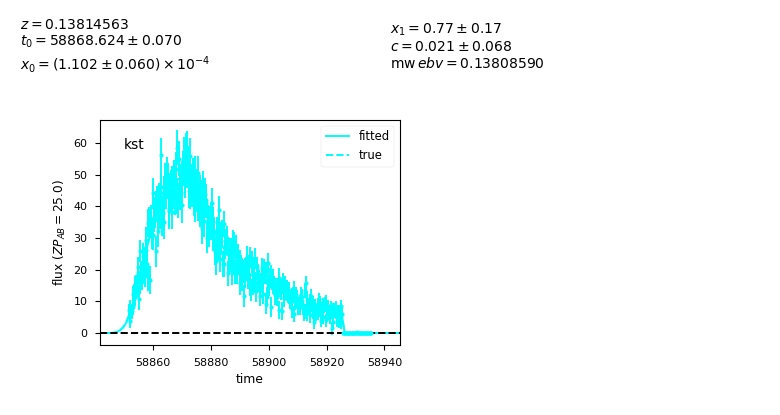 z = 0.13814563
t₀ = 58868.624 ± 0.070
x₀ = (1.102 ± 0.060) × 10⁻⁴
x₁ = 0.77 ± 0.17
c = 0.021 ± 0.068
mw ebv = 0.13808590
kst
fitted
true
flux (ZP_AB = 25.0)
60
50
40
30
20
10
0
58860 58880 58900 58920 58940
time